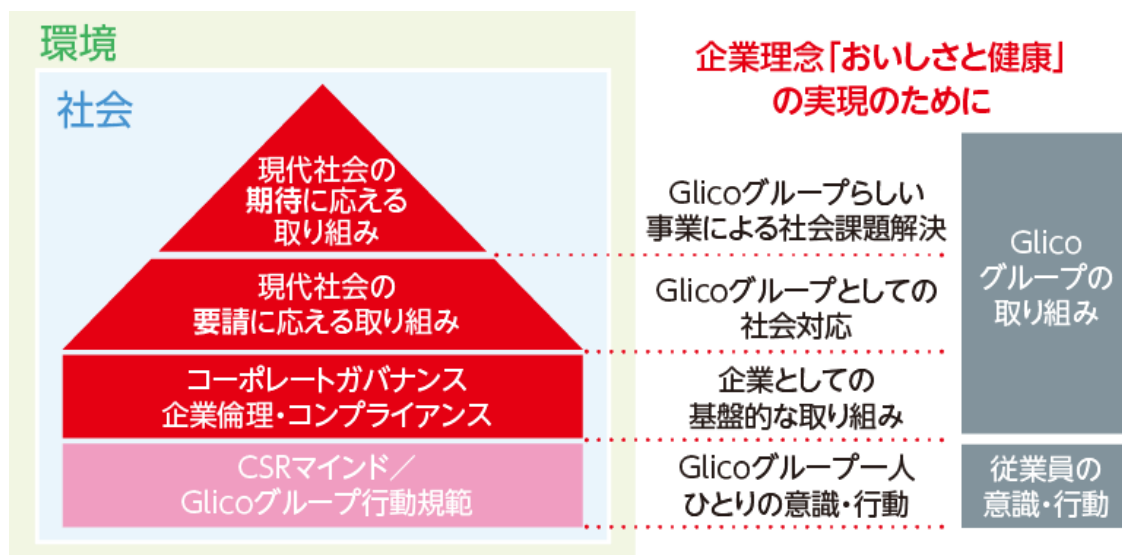 環境
社会
企業理念「おいしさと健康」
の実現のために
現代社会の
期待に応える
取り組み
Glicoグループらしい
事業による社会課題解決
現代社会の
要請に応える取り組み
Glicoグループとしての
社会対応
コーポレートガバナンス
企業倫理・コンプライアンス
企業としての
基盤的な取り組み
Glico
グループの
取り組み
CSRマインド／
Glicoグループ行動規範
Glicoグループ一人
ひとりの意識・行動
従業員の
意識・行動